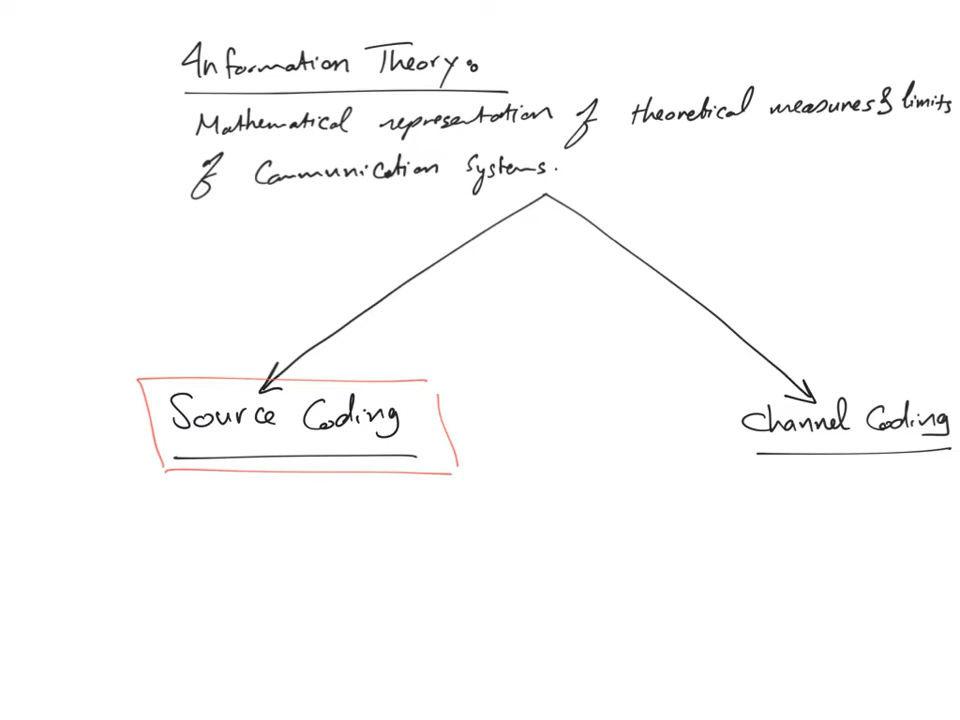 Information Theory:
Mathematical representation of theoretical measures & limits
of Communication Systems.
Source Coding
Channel Coding